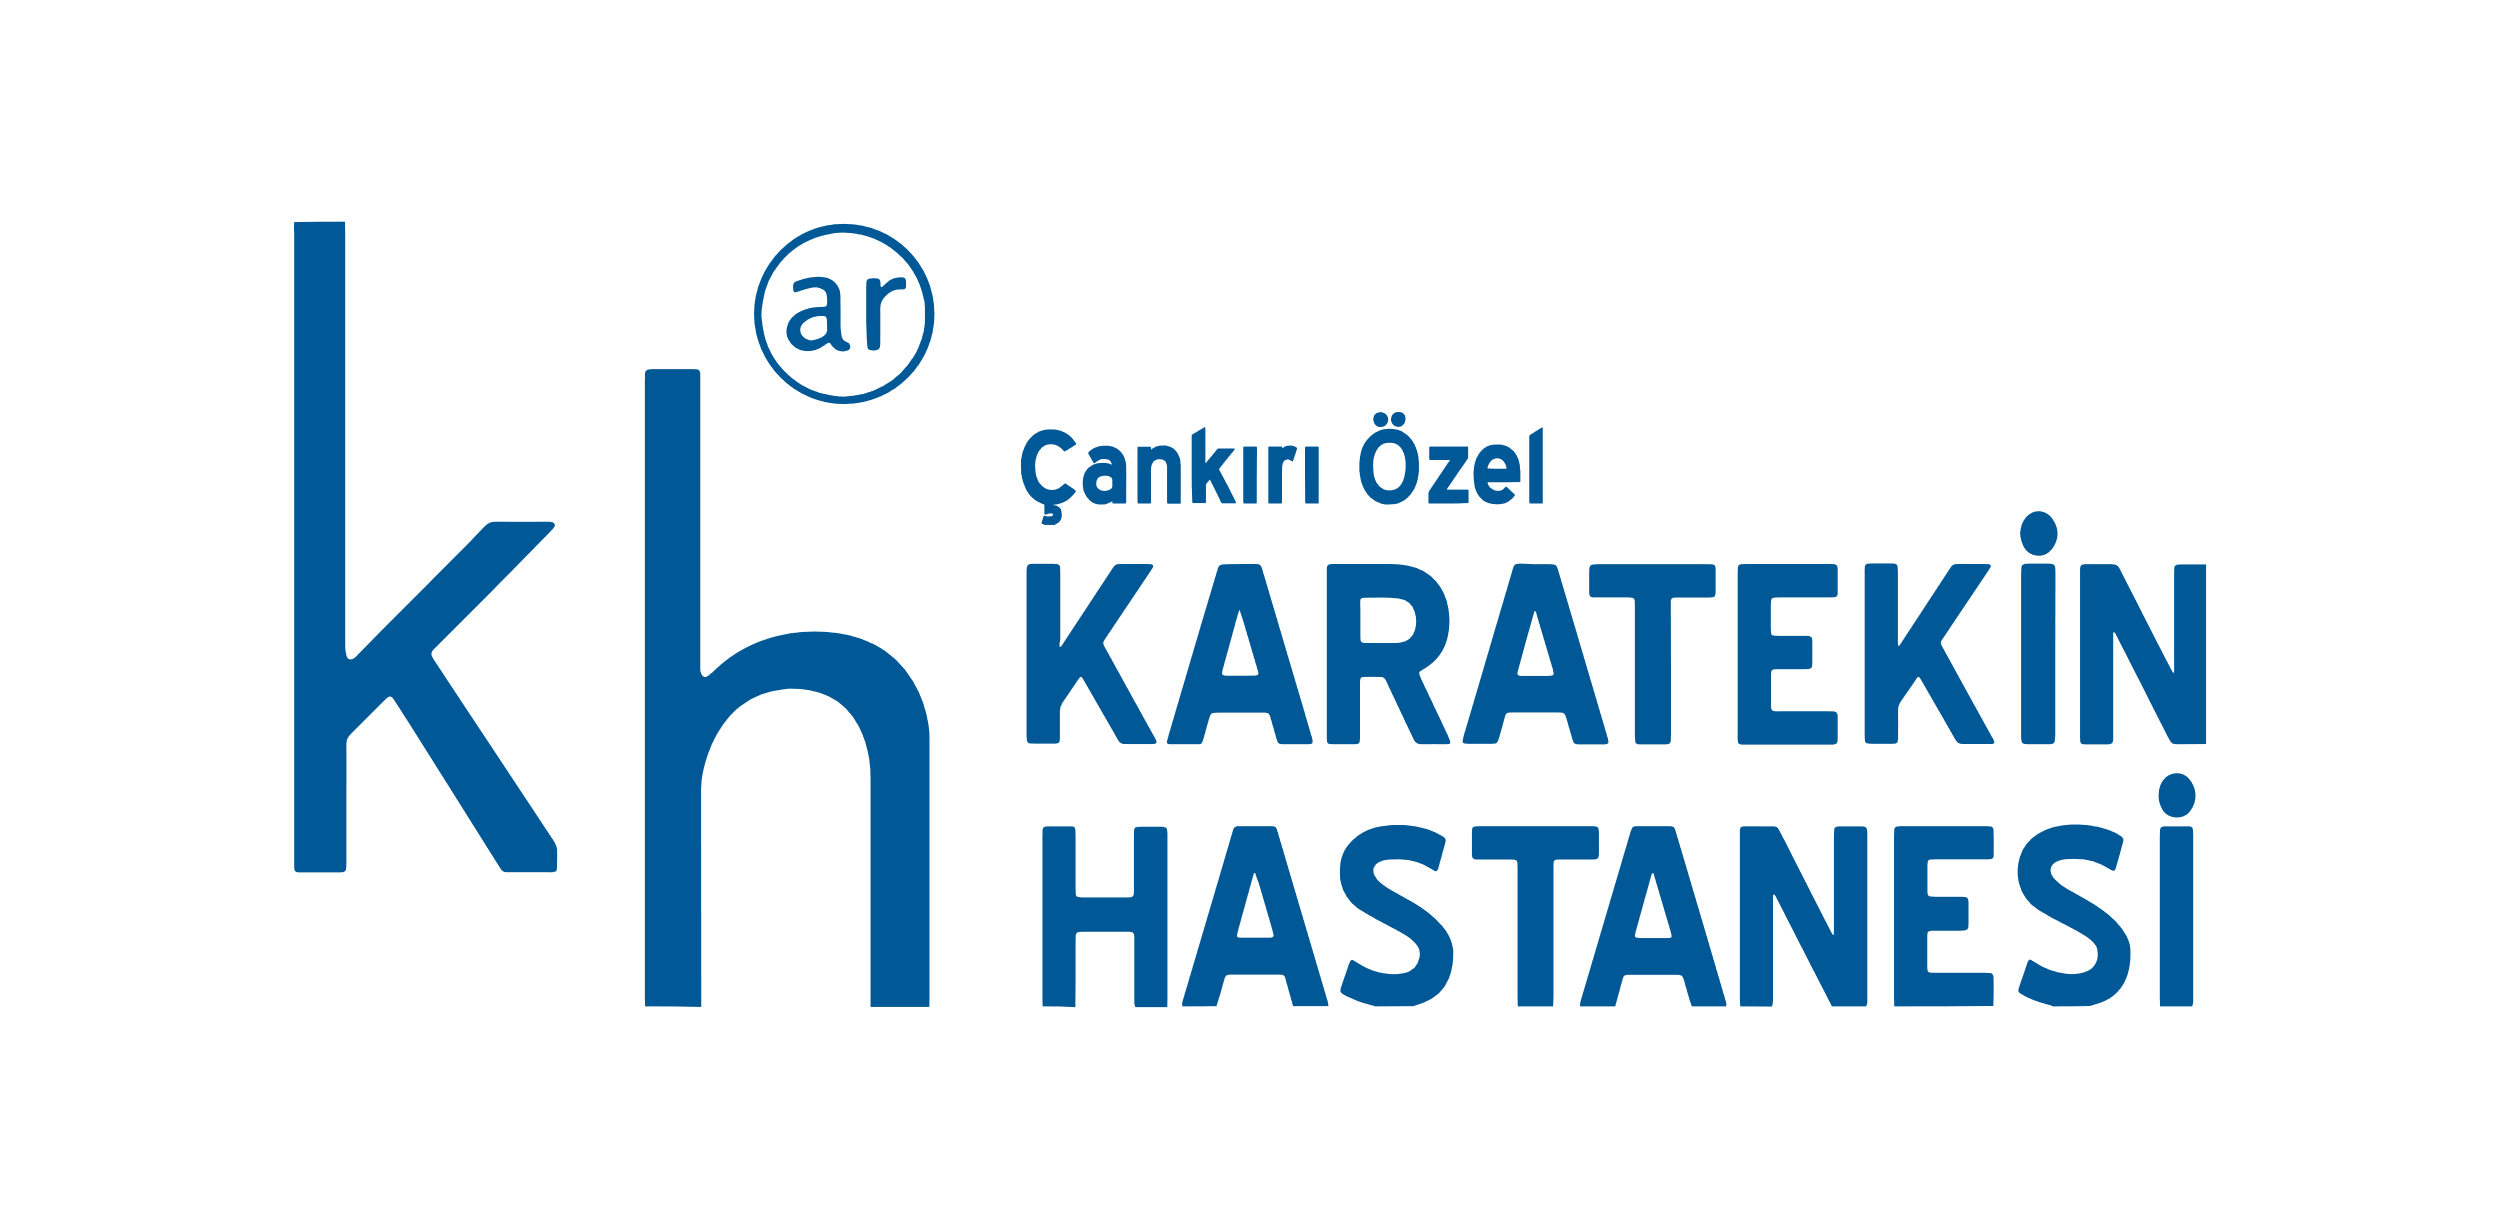 kh ar
Çankırı Özel
KARATEKİN
HASTANESİ